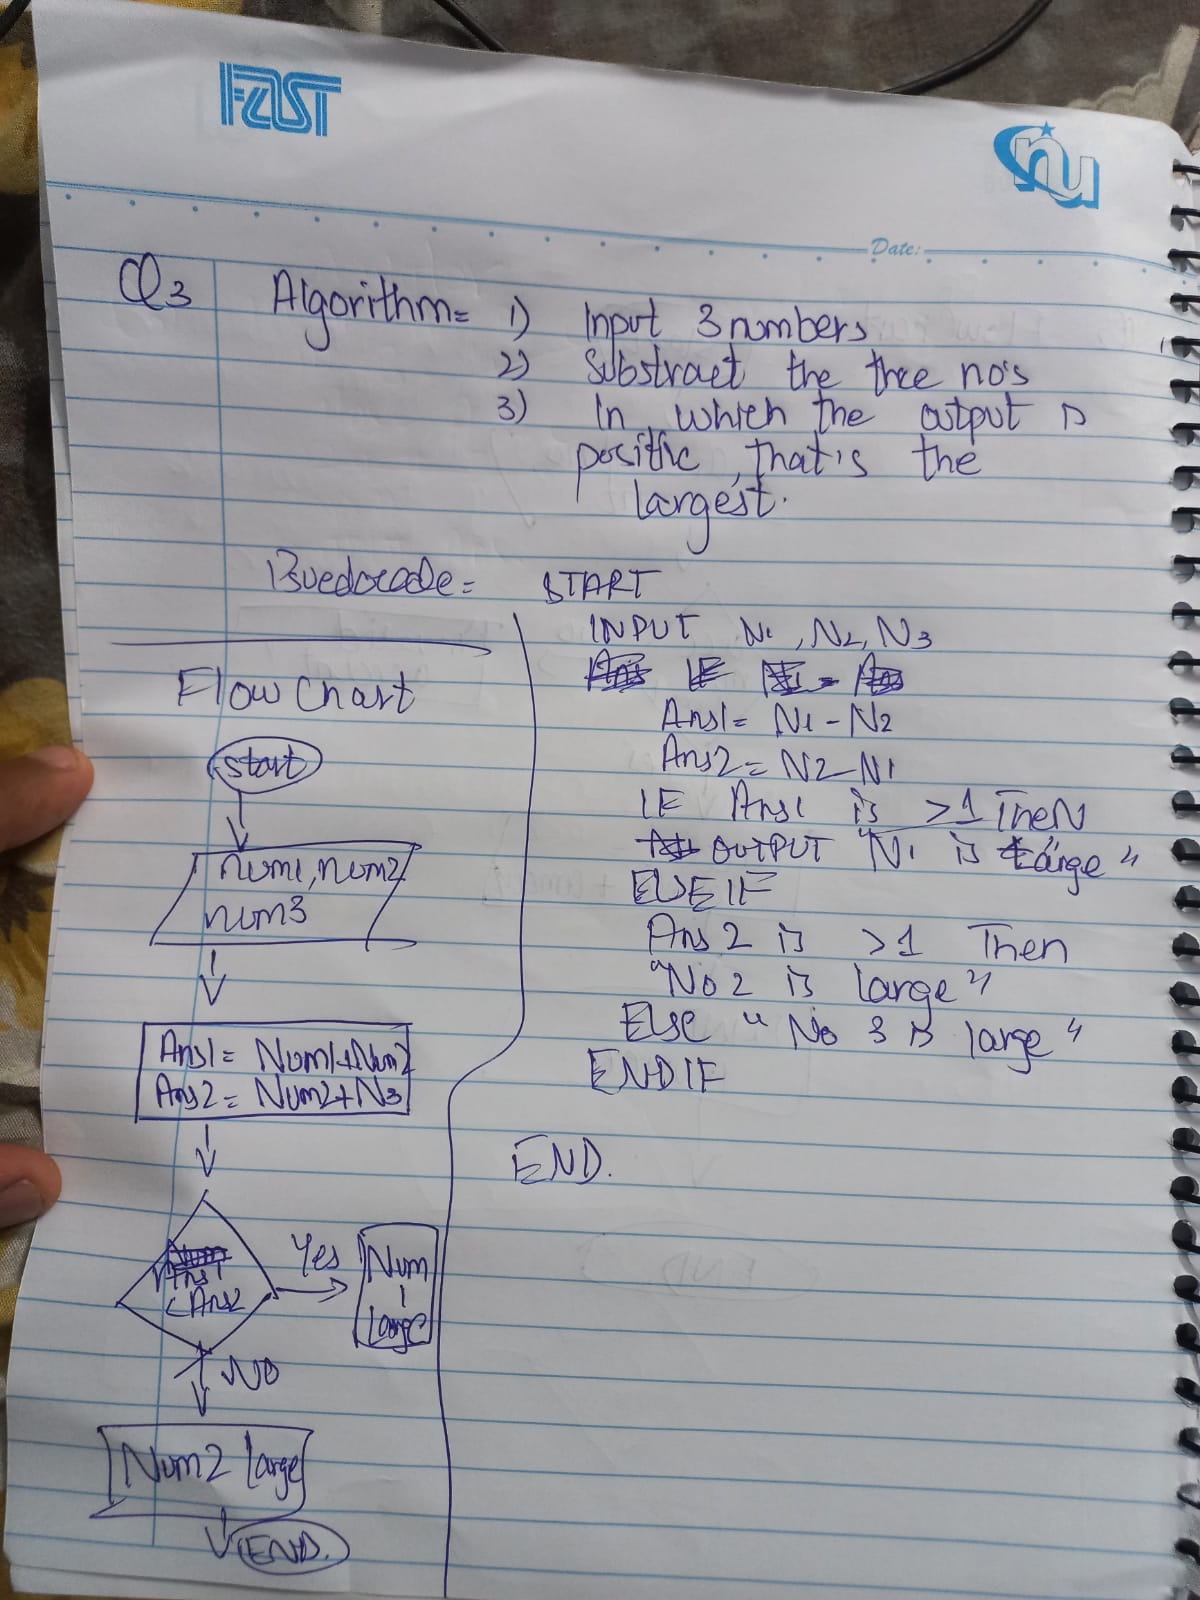 FAST
nu
Date:
Q3 Algorithm= 1) Input 3 numbers
2) Substract the thee no's
3) In which the output is
positic, that's the
largest.
Buedocode= START
INPUT N1, N2, N3
IF
Ans1= N1-N2
Ans2= N2-N1
IF Ans1 is >1 TheN
OUTPUT "N1 is Large"
ELSE IF
Ans 2 is >1 Then
"No 2 is large"
Else "No 3 is large"
ENDIF
END.
Flow Chart
start
num1, num2
num3
Ans1= Num1+Num2
Ans2= Num2+N3
Ans1
<Ans2
Yes
Num
1
large
NO
Num2 large
END.